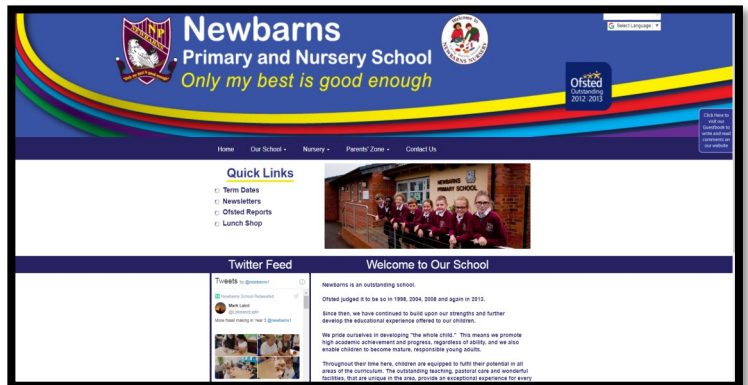 Newbarns
Primary and Nursery School
Only my best is good enough
NP
NEWBARNS
Welcome to
NEWBARNS NURSERY
Select Language ▼
Ofsted
Outstanding
2012·2013
Click Here to
visit our
Guestbook to
write and read
comments on
our website
Home
Our School
Nursery
Parents' Zone
Contact Us
Quick Links
Term Dates
Newsletters
Ofsted Reports
Lunch Shop
NEWBARNS
PRIMARY SCHOOL
Twitter Feed
Welcome to Our School
Tweets by @newbarns1
Newbarns School Retweeted
Mark Laird
More bread making in Year 3 @newbarns1
Newbarns is an outstanding school.
Ofsted judged it to be so in 1998, 2004, 2008 and again in 2013.
Since then, we have continued to build upon our strengths and further
develop the educational experience offered to our children.
We pride ourselves in developing "the whole child." This means we promote
high academic achievement and progress, regardless of ability, and we also
enable children to become mature, responsible young adults.
Throughout their time here, children are equipped to fulfil their potential in all
areas of the curriculum. The outstanding teaching, pastoral care and wonderful
facilities, that are unique in the area, provide an exceptional experience for every